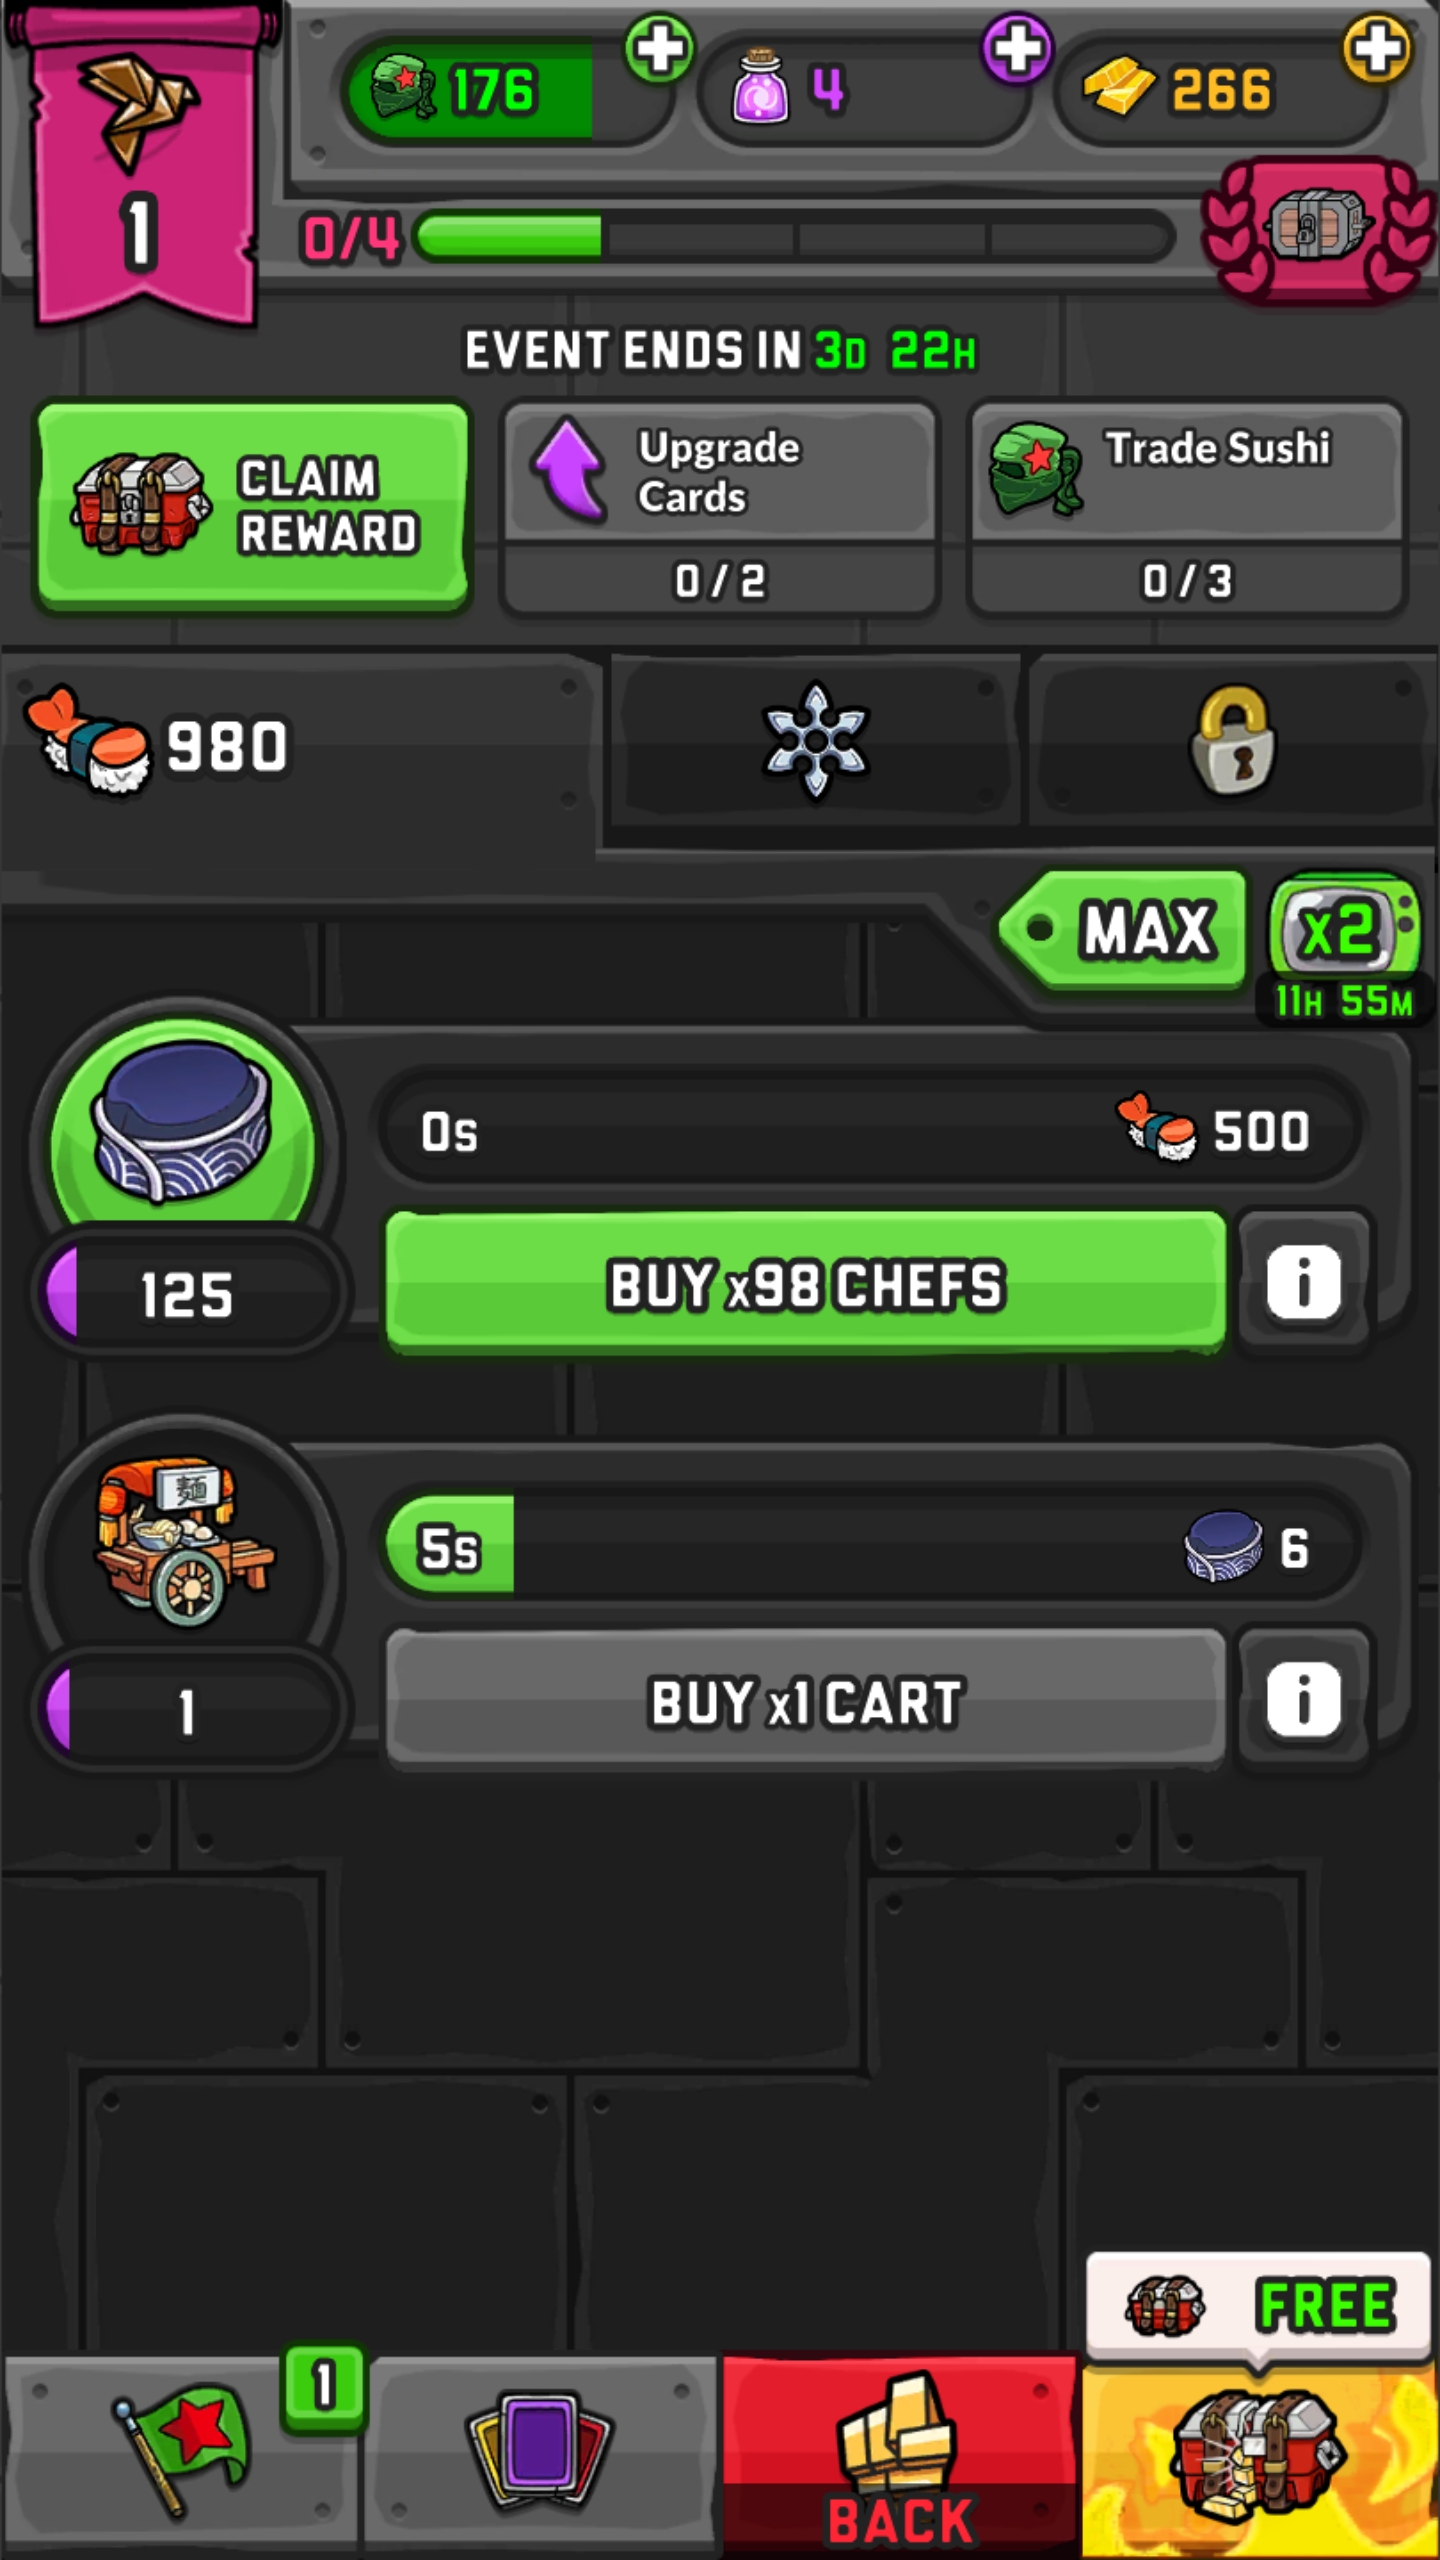 176
4
266
1
0/4
EVENT ENDS IN 3D 22H
CLAIM
REWARD
Upgrade
Cards
0/2
Trade Sushi
0/3
980
MAX
x2
11H 55M
0s
500
125
BUY x98 CHEFS
麺
5s
6
1
BUY x1 CART
FREE
1
BACK